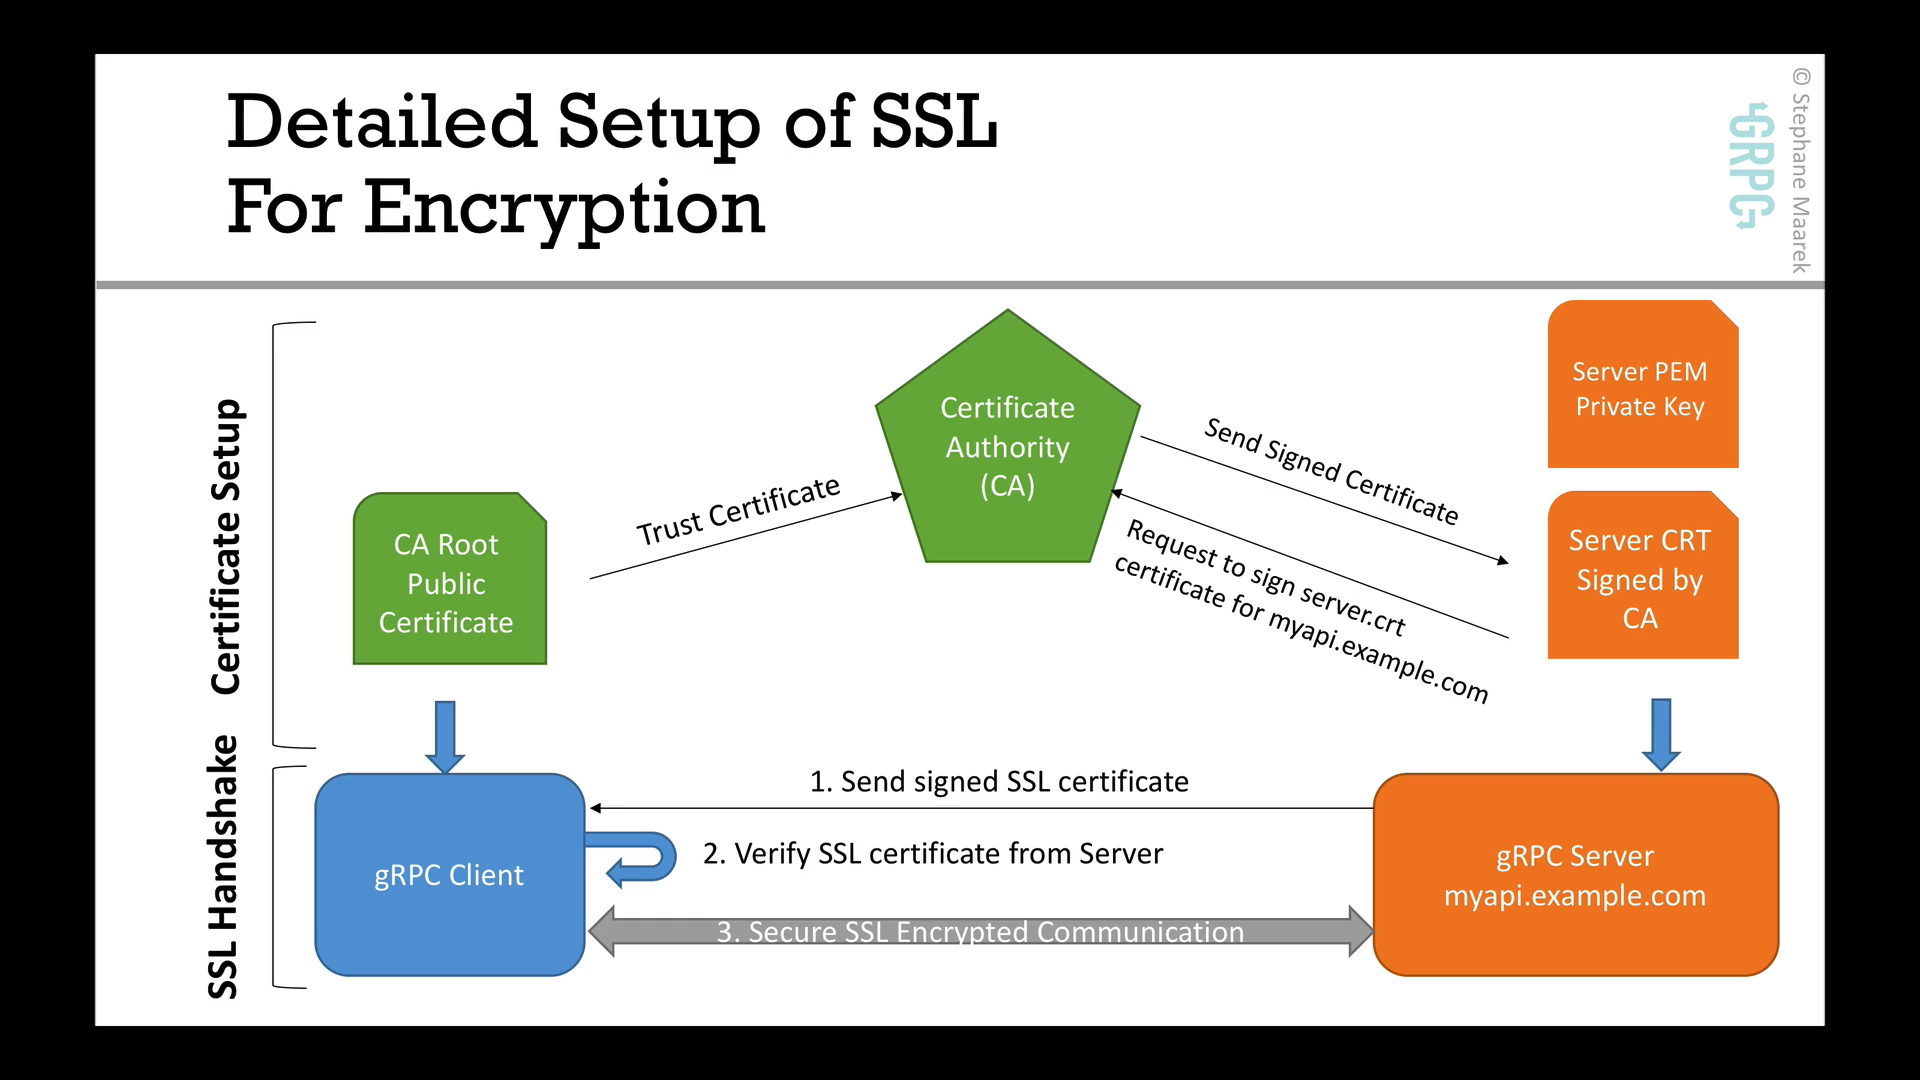 Detailed Setup of SSL
For Encryption
© Stephane Maarek
GRPC
Certificate Setup
SSL Handshake
CA Root
Public
Certificate
Trust Certificate
Certificate
Authority
(CA)
Send Signed Certificate
Request to sign server.crt
certificate for myapi.example.com
Server PEM
Private Key
Server CRT
Signed by
CA
gRPC Client
1. Send signed SSL certificate
2. Verify SSL certificate from Server
3. Secure SSL Encrypted Communication
gRPC Server
myapi.example.com